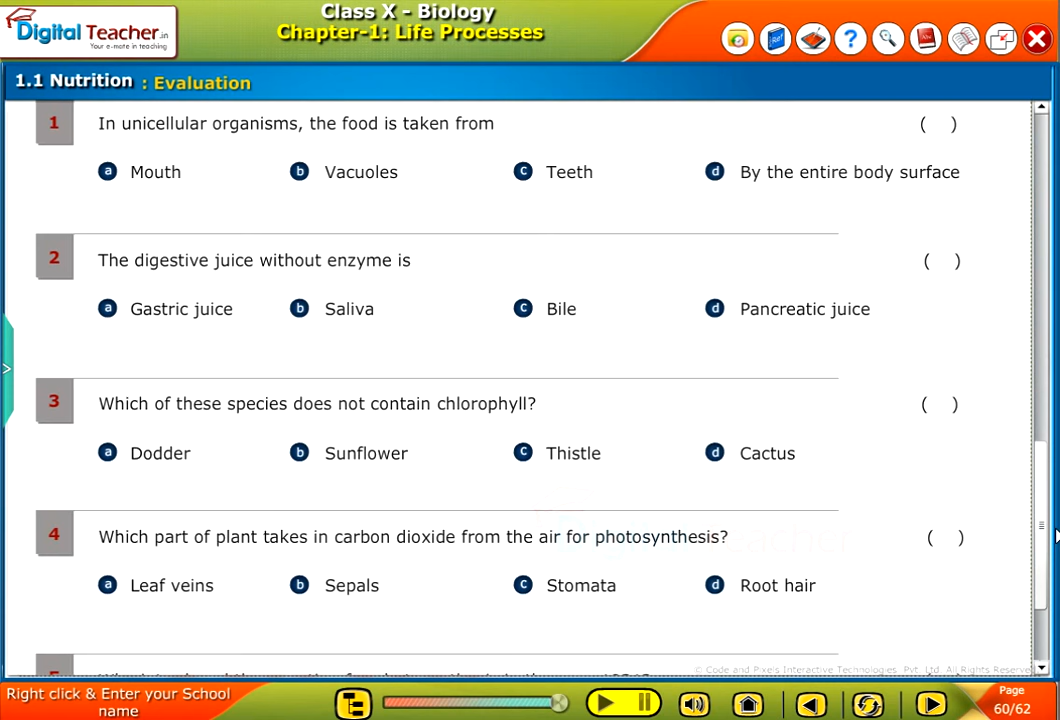 Digital Teacher.in
Your e-mate in teaching
Class X - Biology
Chapter-1: Life Processes
1.1 Nutrition : Evaluation
1 In unicellular organisms, the food is taken from ( )
a Mouth b Vacuoles c Teeth d By the entire body surface
2 The digestive juice without enzyme is ( )
a Gastric juice b Saliva c Bile d Pancreatic juice
3 Which of these species does not contain chlorophyll? ( )
a Dodder b Sunflower c Thistle d Cactus
4 Which part of plant takes in carbon dioxide from the air for photosynthesis? ( )
a Leaf veins b Sepals c Stomata d Root hair
© Code and Pixels Interactive Technologies. Pvt. Ltd. All Rights Reserved
Right click & Enter your School
name
Page
60/62